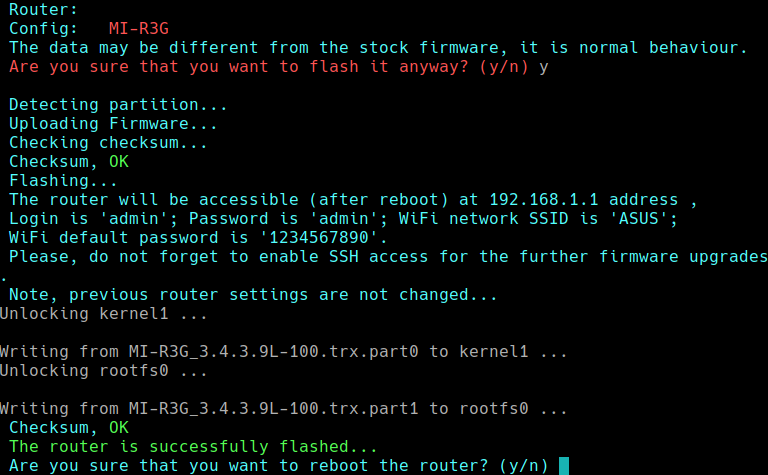 Router:
Config:   MI-R3G
The data may be different from the stock firmware, it is normal behaviour.
Are you sure that you want to flash it anyway? (y/n) y
Detecting partition...
Uploading Firmware...
Checking checksum...
Checksum, OK
Flashing...
The router will be accessible (after reboot) at 192.168.1.1 address ,
Login is 'admin'; Password is 'admin'; WiFi network SSID is 'ASUS';
WiFi default password is '1234567890'.
Please, do not forget to enable SSH access for the further firmware upgrades
.
Note, previous router settings are not changed...
Unlocking kernel1 ...
Writing from MI-R3G_3.4.3.9L-100.trx.part0 to kernel1 ...
Unlocking rootfs0 ...
Writing from MI-R3G_3.4.3.9L-100.trx.part1 to rootfs0 ...
Checksum, OK
The router is successfully flashed...
Are you sure that you want to reboot the router? (y/n)